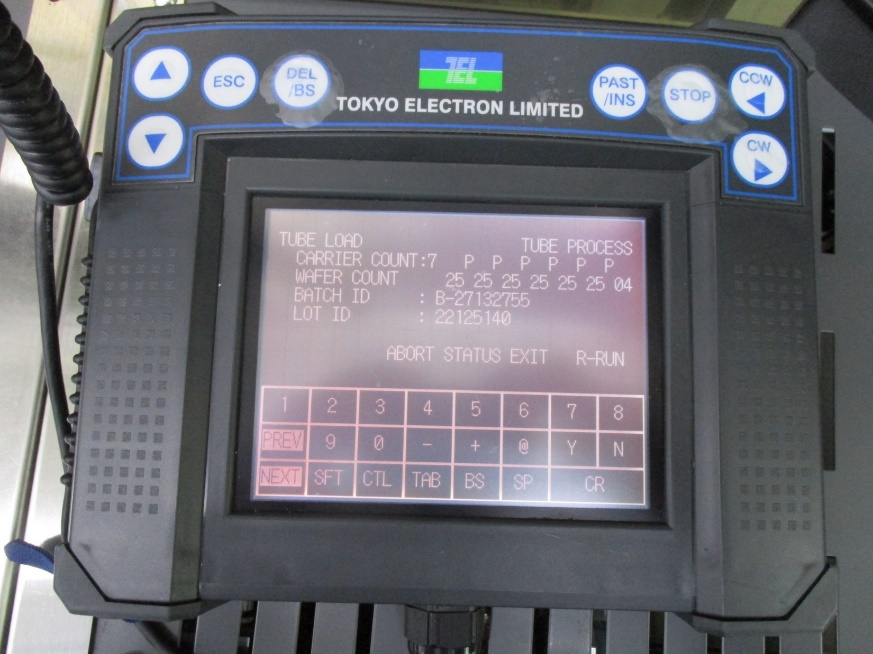 ESC
DEL
/BS
TEL
TOKYO ELECTRON LIMITED
PAST
/INS
STOP
CCW
CW
TUBE LOAD TUBE PROCESS
CARRIER COUNT:7 P P P P P P
WAFER COUNT 25 25 25 25 25 25 04
BATCH ID : B-27132755
LOT ID : 22125140
ABORT STATUS EXIT R-RUN
1 2 3 4 5 6 7 8
PREV 9 0 - + @ Y N
NEXT SFT CTL TAB BS SP CR